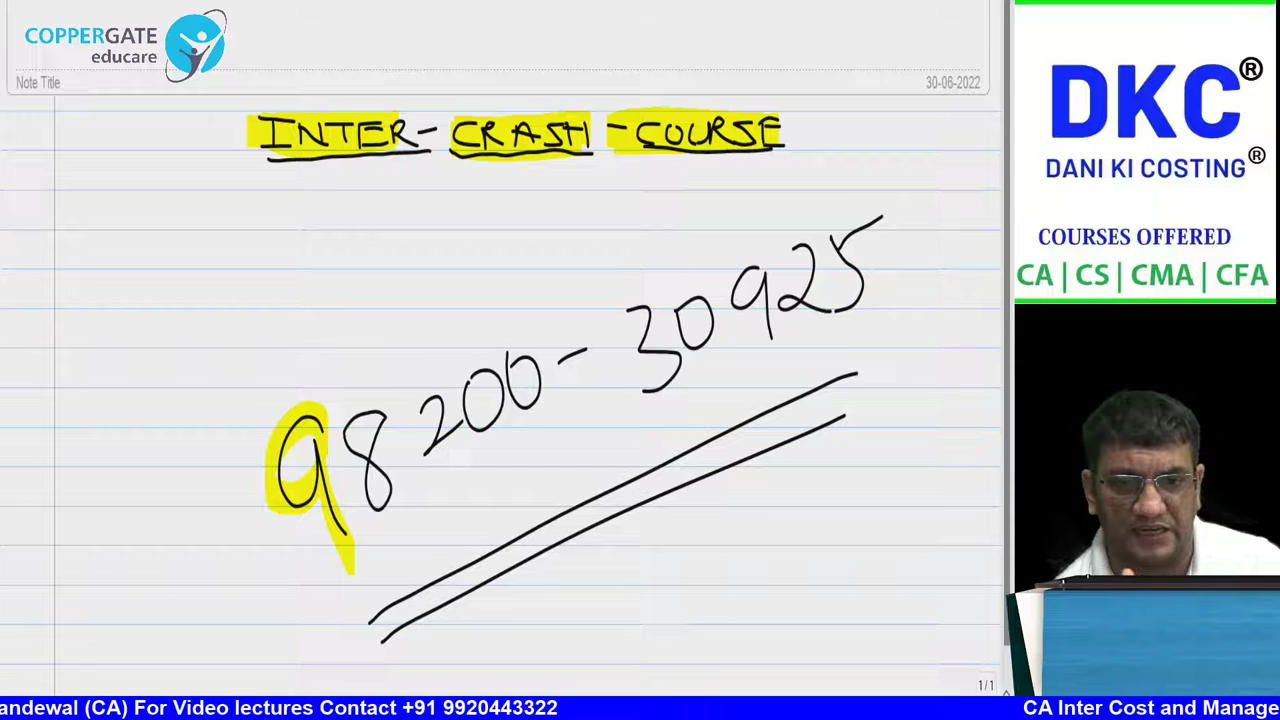 COPPERGATE
educare
Note Title
30-06-2022
INTER - CRASH - COURSE
98200 - 30925
1/1
DKC®
DANI KI COSTING®
COURSES OFFERED
CA | CS | CMA | CFA
andewal (CA) For Video lectures Contact +91 9920443322
CA Inter Cost and Manage